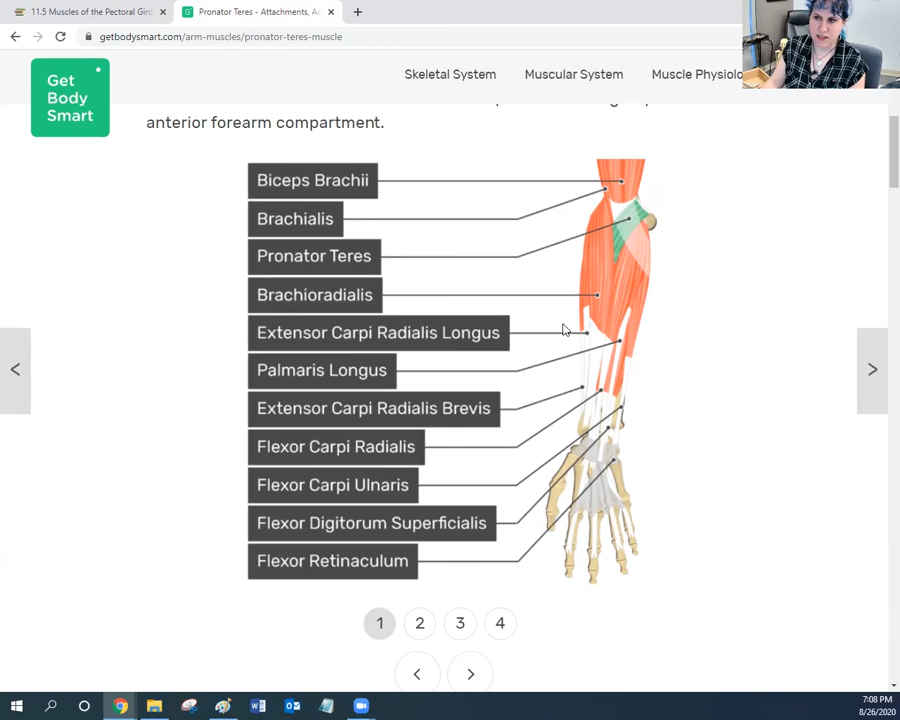 11.5 Muscles of the Pectoral Gird
Pronator Teres - Attachments, Ac
getbodysmart.com/arm-muscles/pronator-teres-muscle
Get
Body
Smart
Skeletal System
Muscular System
Muscle Physiolo
anterior forearm compartment.
Biceps Brachii
Brachialis
Pronator Teres
Brachioradialis
Extensor Carpi Radialis Longus
Palmaris Longus
Extensor Carpi Radialis Brevis
Flexor Carpi Radialis
Flexor Carpi Ulnaris
Flexor Digitorum Superficialis
Flexor Retinaculum
1 2 3 4
7:08 PM
8/26/2020